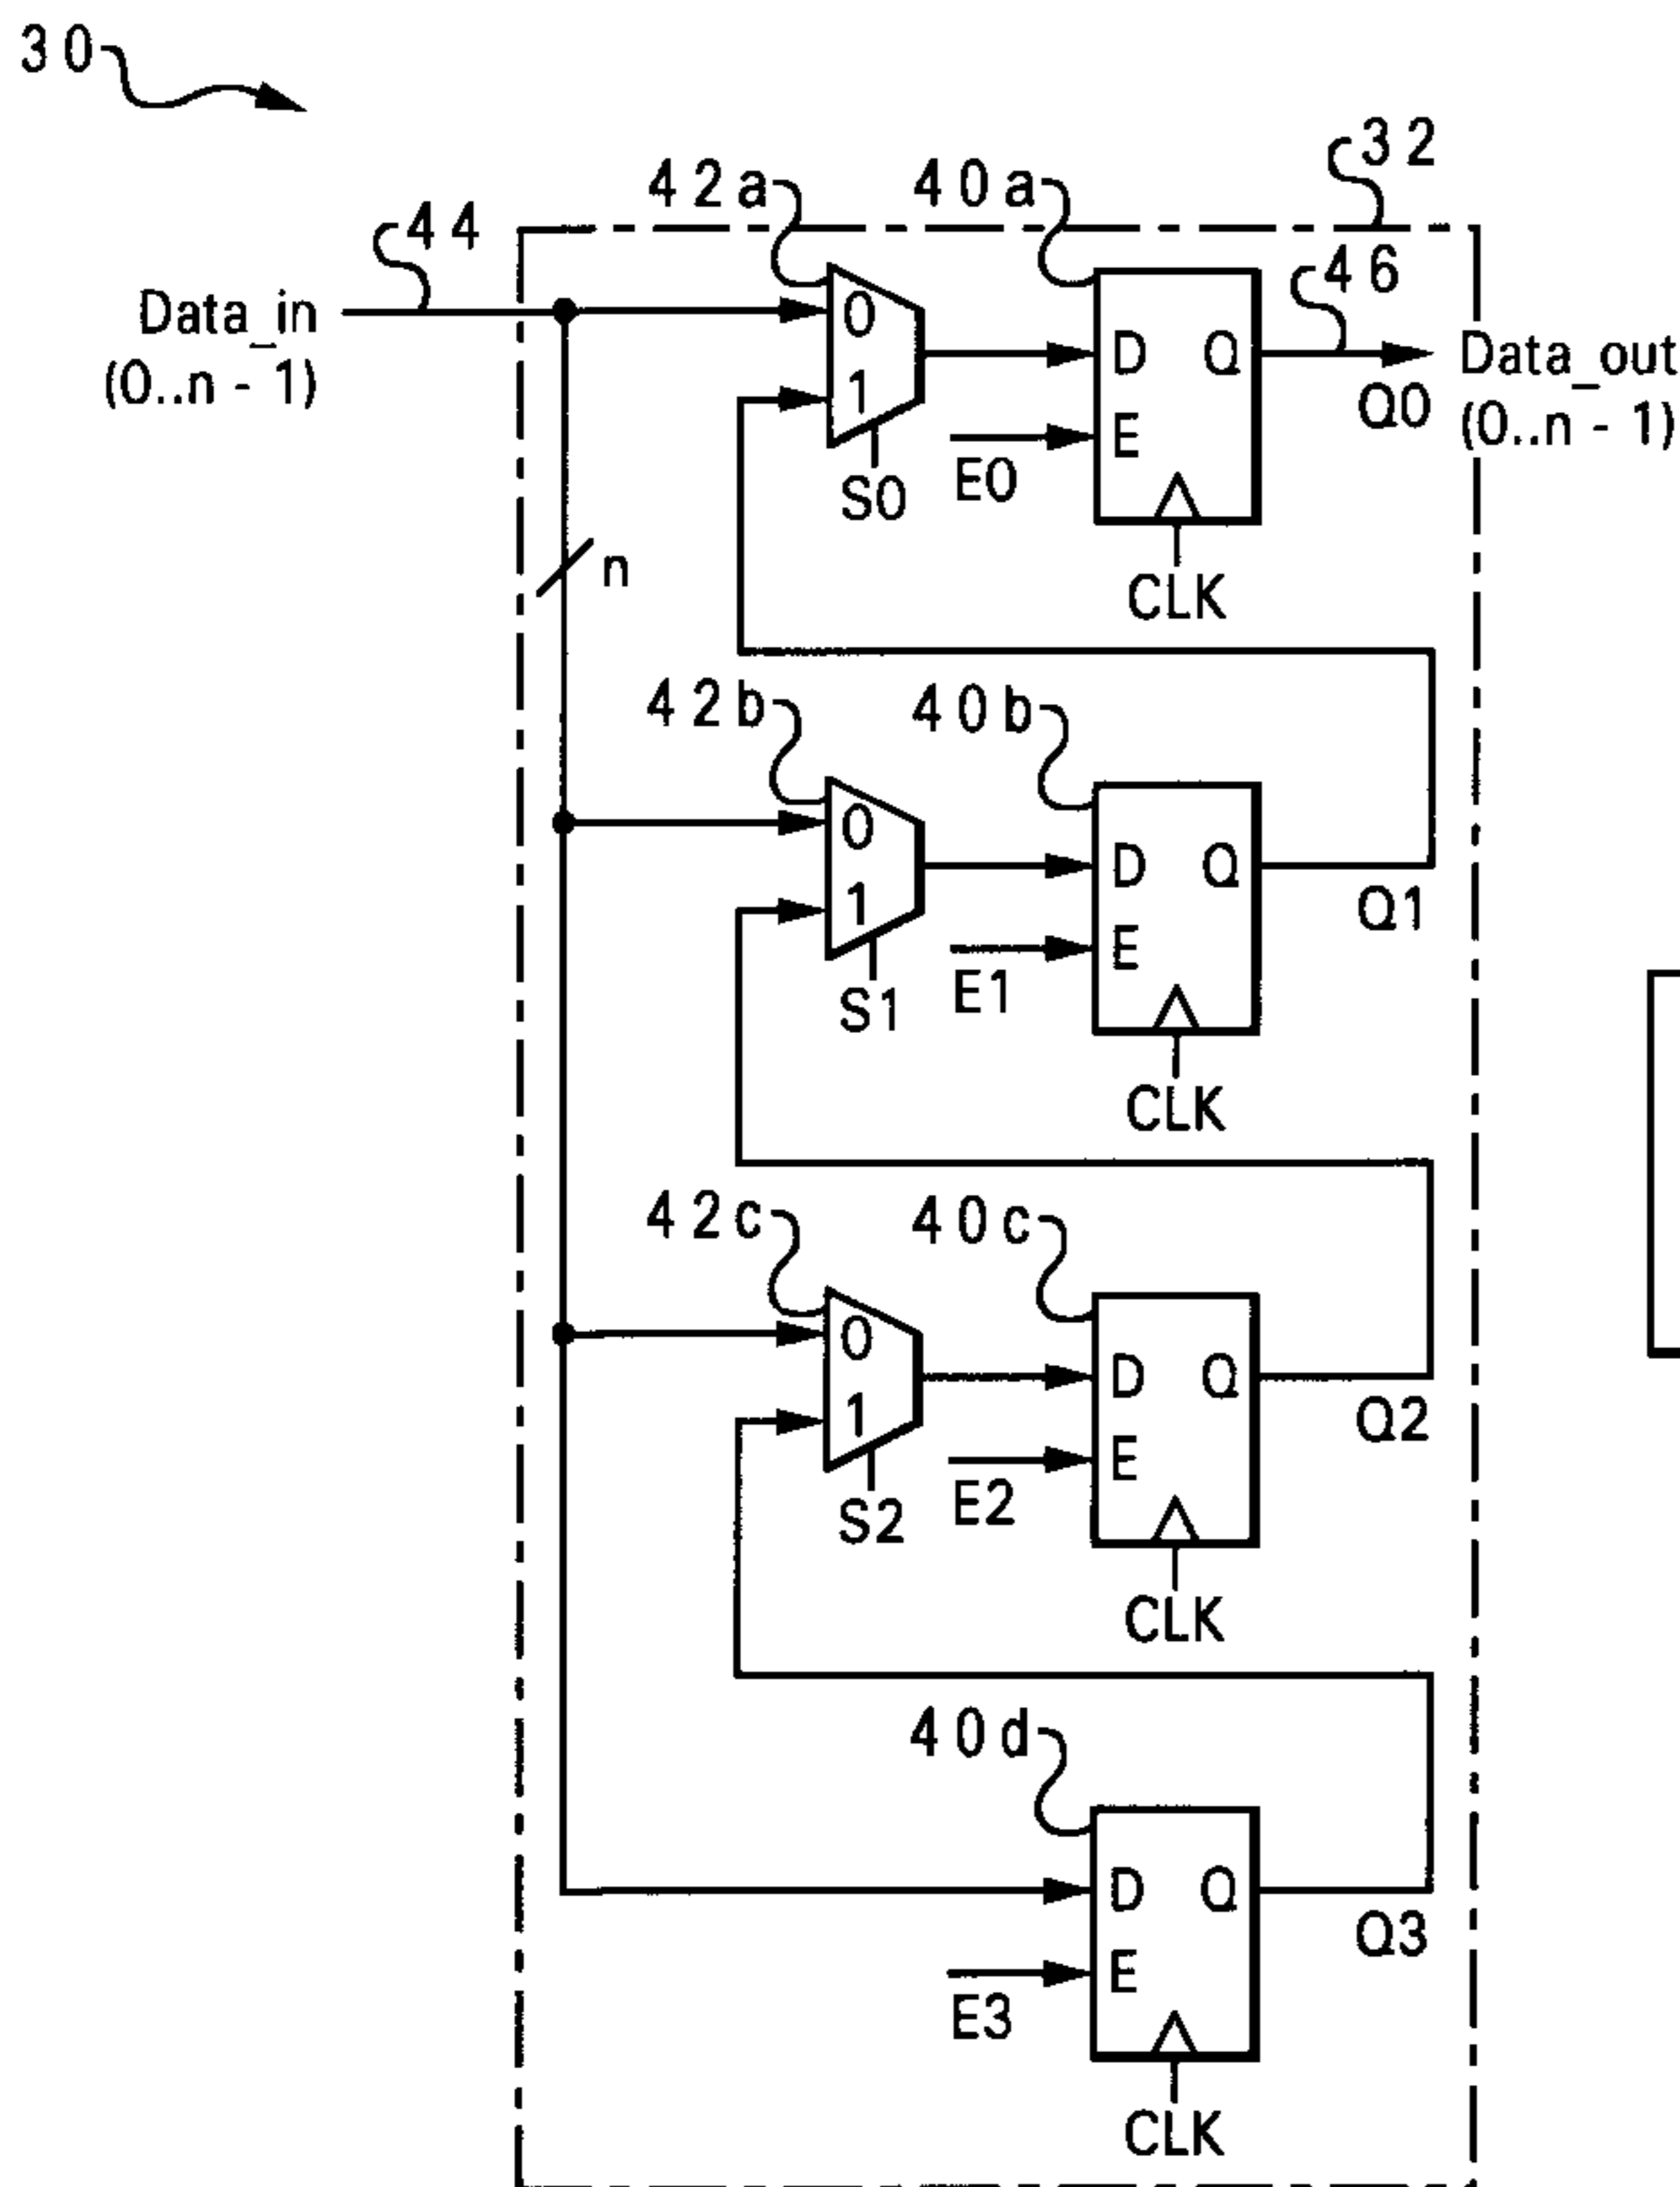 30
32
42a
40a
44
46
Data_in
(0..n - 1)
0
1
S0
D
Q
E
E0
CLK
Q0
Data_out
(0..n - 1)
n
42b
40b
0
1
S1
D
Q
E
E1
CLK
Q1
42c
40c
0
1
S2
D
Q
E
E2
CLK
Q2
40d
D
Q
E
E3
CLK
Q3